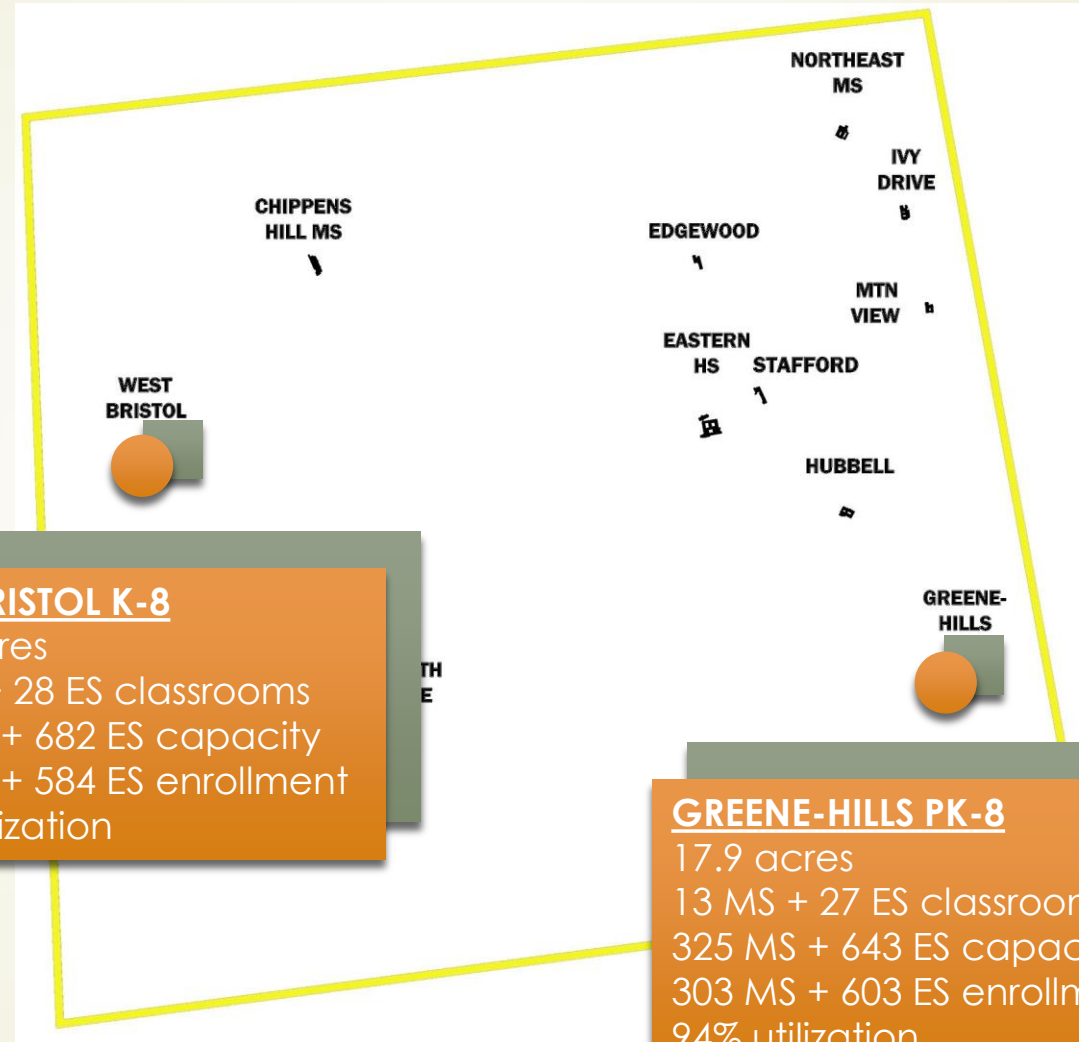 NORTHEAST
MS
IVY
DRIVE
CHIPPENS
HILL MS
EDGEWOOD
MTN
VIEW
EASTERN
HS
STAFFORD
WEST
BRISTOL
HUBBELL
GREENE-
HILLS
RISTOL K-8
res
28 ES classrooms
+ 682 ES capacity
+ 584 ES enrollment
ization
TH
E
GREENE-HILLS PK-8
17.9 acres
13 MS + 27 ES classroo
325 MS + 643 ES capac
303 MS + 603 ES enrollm
94% utilization